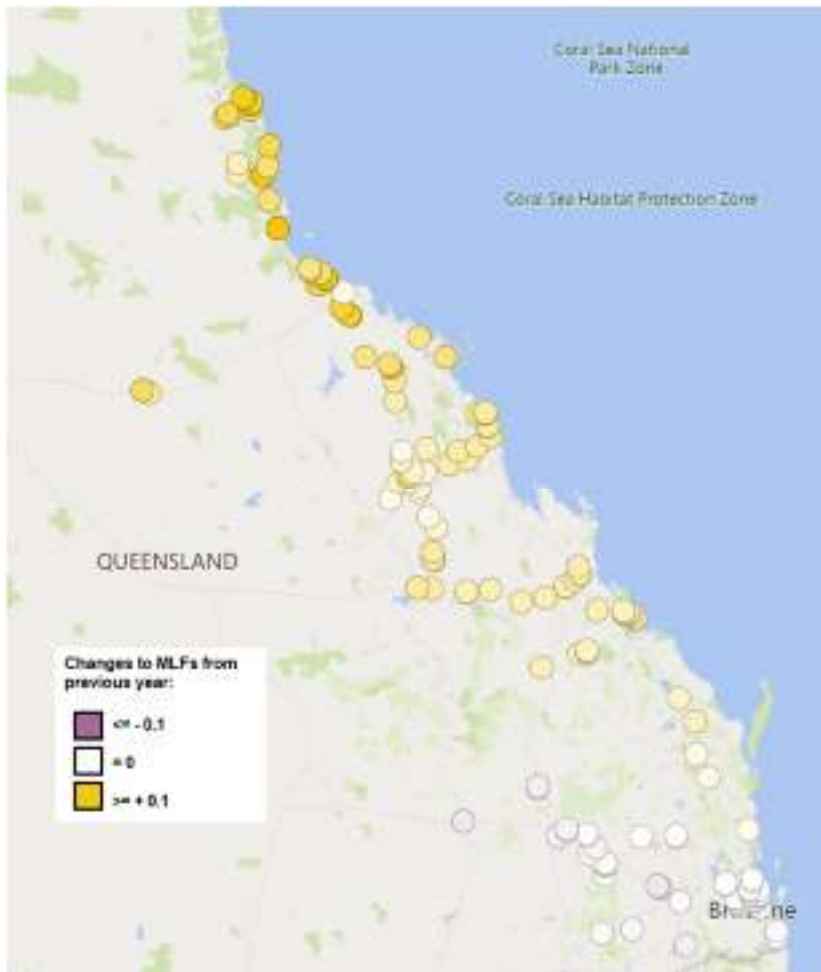 Coral Sea National
Park Zone
Coral Sea Habitat Protection Zone
QUEENSLAND
Changes to MLFs from
previous year:
<= - 0.1
= 0
>= + 0.1